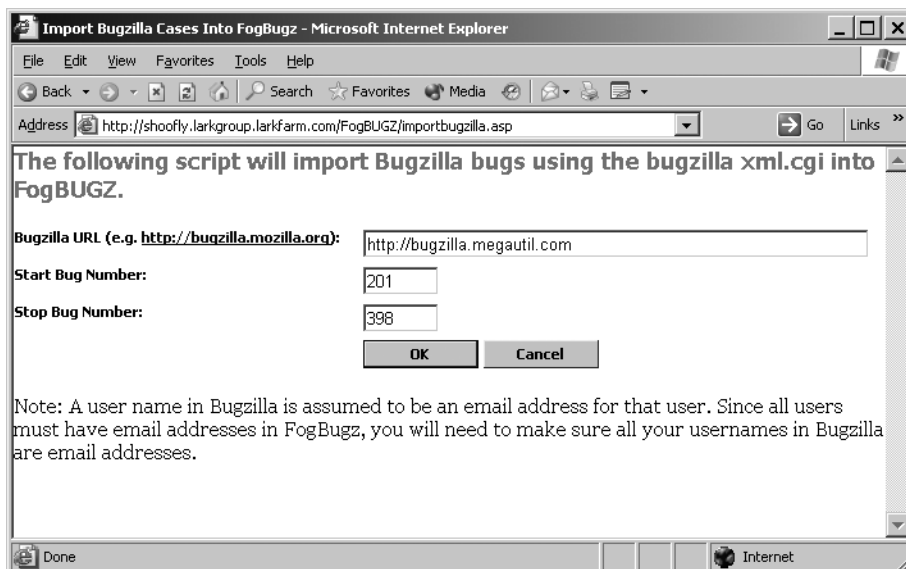 Import Bugzilla Cases Into FogBugz - Microsoft Internet Explorer
File Edit View Favorites Tools Help
Back Search Favorites Media
Address http://shoofly.larkgroup.larkfarm.com/FogBUGZ/importbugzilla.asp Go Links »
The following script will import Bugzilla bugs using the bugzilla xml.cgi into
FogBUGZ.
Bugzilla URL (e.g. http://bugzilla.mozilla.org): http://bugzilla.megautil.com
Start Bug Number: 201
Stop Bug Number: 398
OK Cancel
Note: A user name in Bugzilla is assumed to be an email address for that user. Since all users
must have email addresses in FogBugz, you will need to make sure all your usernames in Bugzilla
are email addresses.
Done Internet